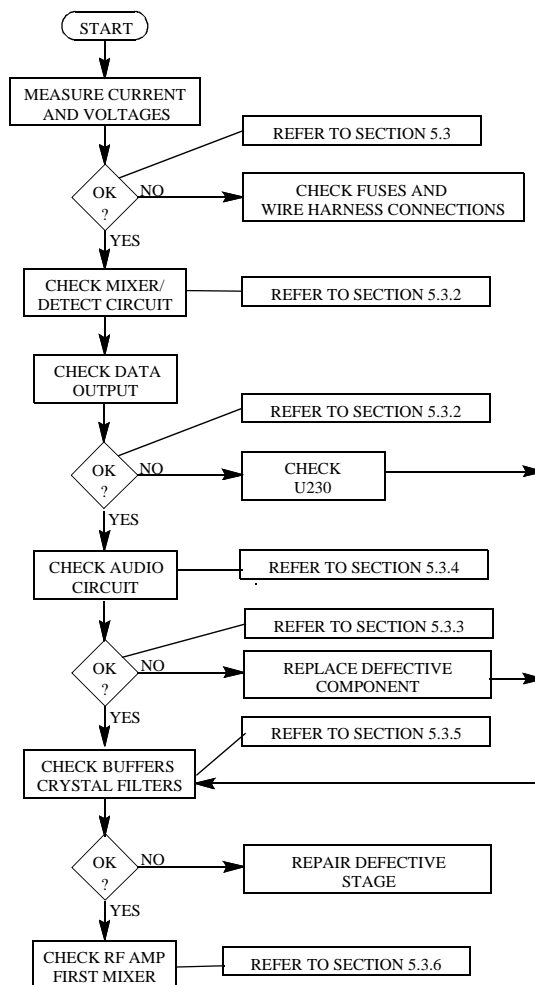 START
MEASURE CURRENT
AND VOLTAGES
REFER TO SECTION 5.3
OK
?
NO
CHECK FUSES AND
WIRE HARNESS CONNECTIONS
YES
CHECK MIXER/
DETECT CIRCUIT
REFER TO SECTION 5.3.2
CHECK DATA
OUTPUT
REFER TO SECTION 5.3.2
OK
?
NO
CHECK
U230
YES
CHECK AUDIO
CIRCUIT
REFER TO SECTION 5.3.4
REFER TO SECTION 5.3.3
OK
?
NO
REPLACE DEFECTIVE
COMPONENT
YES
REFER TO SECTION 5.3.5
CHECK BUFFERS
CRYSTAL FILTERS
OK
?
NO
REPAIR DEFECTIVE
STAGE
YES
CHECK RF AMP
FIRST MIXER
REFER TO SECTION 5.3.6